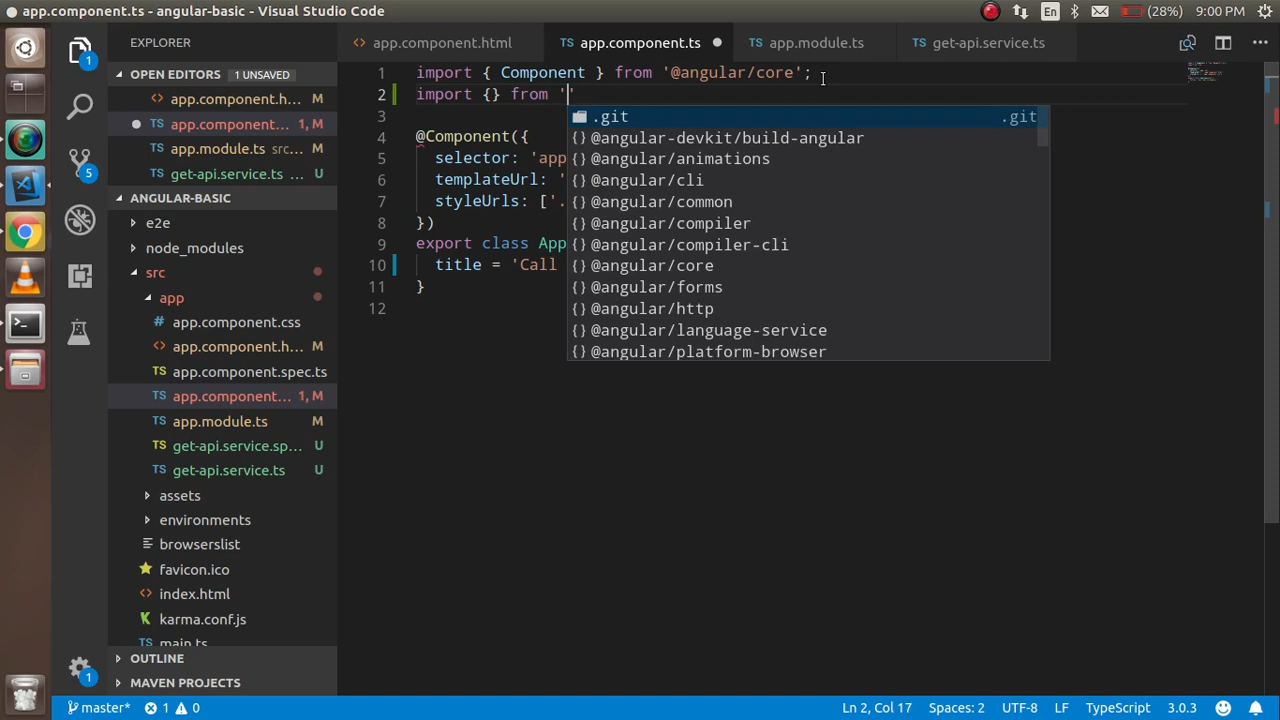 app.component.ts - angular-basic - Visual Studio Code
En
(28%)
9:00 PM
EXPLORER
app.component.html
app.component.ts
app.module.ts
get-api.service.ts
OPEN EDITORS
1 UNSAVED
app.component.h...
app.component....
1, M
app.module.ts
src...
M
get-api.service.ts
U
ANGULAR-BASIC
e2e
node_modules
src
app
app.component.css
app.component.h...
M
app.component.spec.ts
app.component....
1, M
app.module.ts
M
get-api.service.sp...
U
get-api.service.ts
U
assets
environments
browserslist
favicon.ico
index.html
karma.conf.js
main.ts
OUTLINE
MAVEN PROJECTS
1
5
1
1 import { Component } from '@angular/core';
2 import {} from ''
3
4 @Component({
5 selector: 'app
6 templateUrl: '
7 styleUrls: ['.
8 })
9 export class App
10 title = 'Call
11 }
12
.git
.git
{} @angular-devkit/build-angular
{} @angular/animations
{} @angular/cli
{} @angular/common
{} @angular/compiler
{} @angular/compiler-cli
{} @angular/core
{} @angular/forms
{} @angular/http
{} @angular/language-service
{} @angular/platform-browser
master*
1
0
Ln 2, Col 17
Spaces: 2
UTF-8
LF
TypeScript
3.0.3